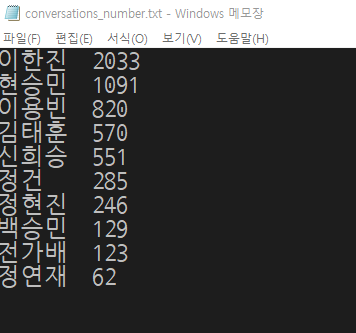 conversations_number.txt - Windows 메모장
파일(F) 편집(E) 서식(O) 보기(V) 도움말(H)
이한진 2033
현승민 1091
이용빈 820
김태훈 570
신희승 551
정건 285
정현진 246
백승민 129
전가배 123
정연재 62